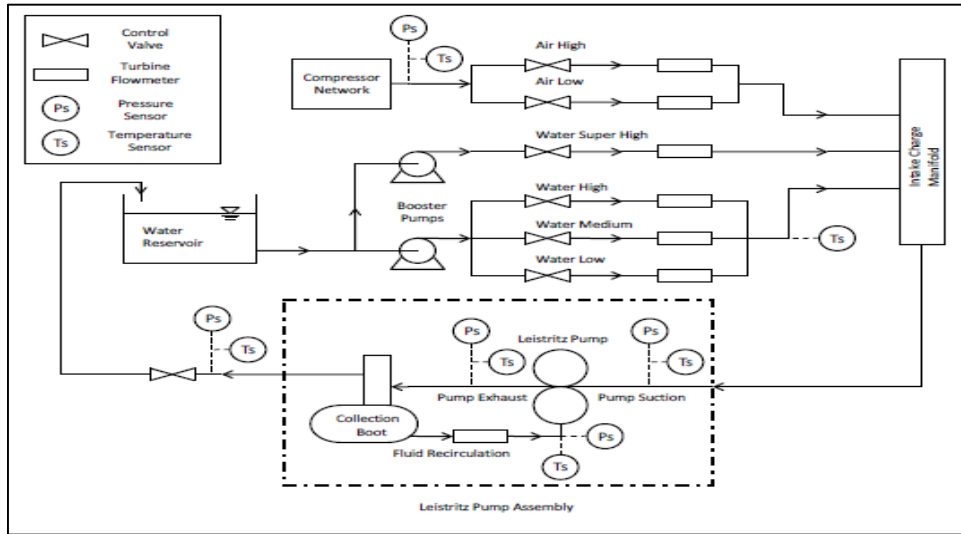 Control
Valve
Turbine
Flowmeter
Ps
Pressure
Sensor
Ts
Temperature
Sensor
Ps
Ts
Compressor
Network
Air High
Air Low
Water Super High
Water High
Water Medium
Water Low
Booster
Pumps
Ts
Intake Charge
Manifold
Water
Reservoir
Ps
Ts
Ps
Ts
Leistritz Pump
Ps
Ts
Pump Exhaust
Pump Suction
Collection
Boot
Fluid Recirculation
Ps
Ts
Leistritz Pump Assembly